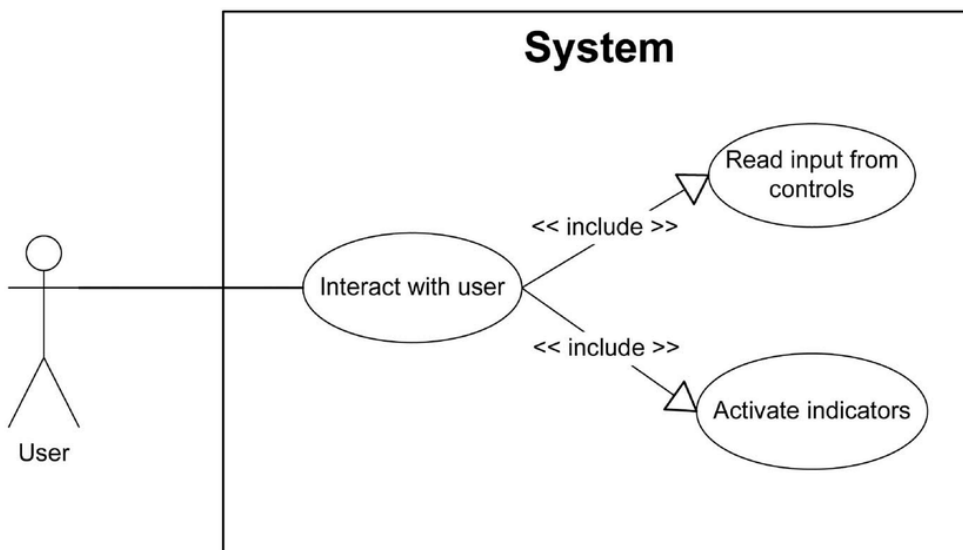 System
Read input from
controls
<< include >>
Interact with user
<< include >>
Activate indicators
User